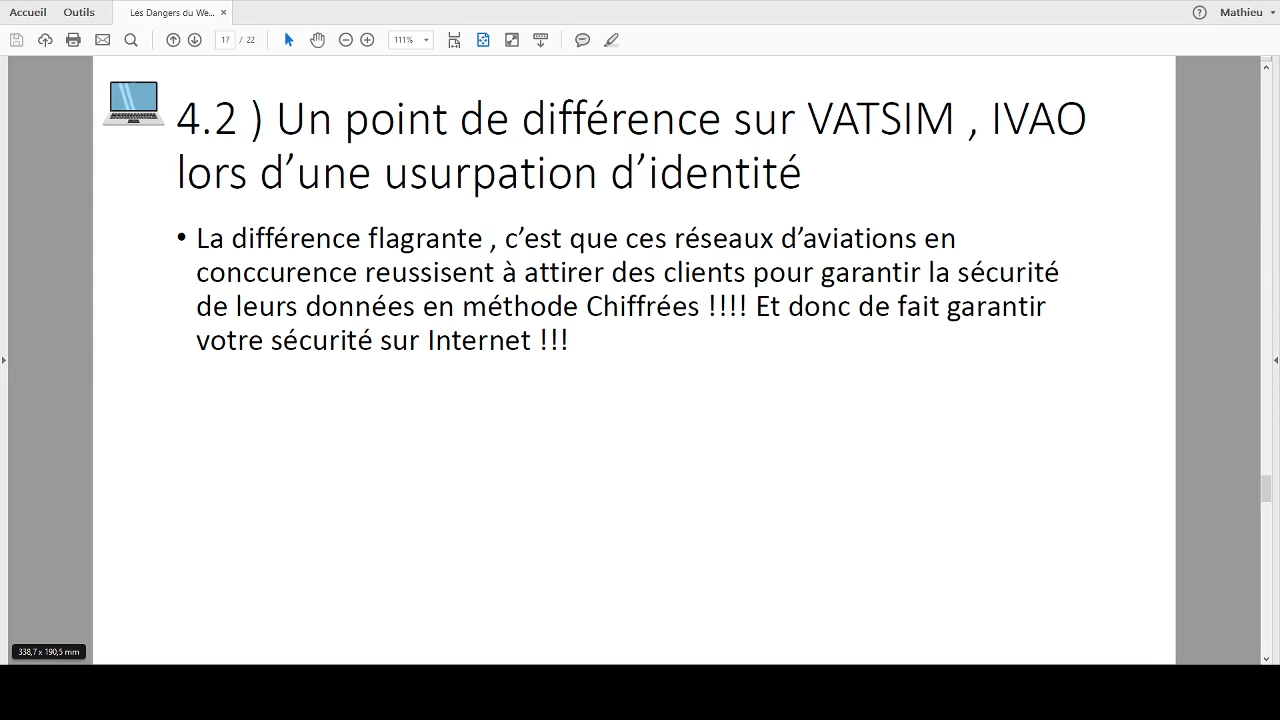 Accueil Outils Les Dangers du We... × Mathieu
17 / 22 111%
4.2 ) Un point de différence sur VATSIM , IVAO
lors d’une usurpation d’identité
• La différence flagrante , c’est que ces réseaux d’aviations en
conccurence reussisent à attirer des clients pour garantir la sécurité
de leurs données en méthode Chiffrées !!!! Et donc de fait garantir
votre sécurité sur Internet !!!
338,7 x 190,5 mm